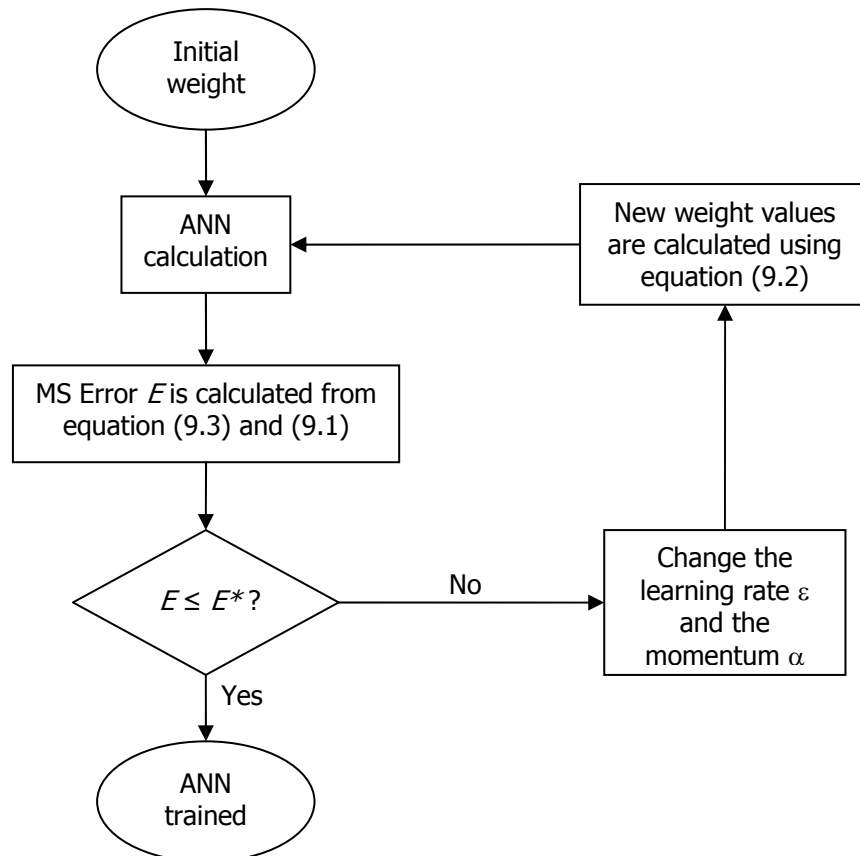 Initial
weight
ANN
calculation
New weight values
are calculated using
equation (9.2)
MS Error E is calculated from
equation (9.3) and (9.1)
E ≤ E* ?
No
Change the
learning rate ε
and the
momentum α
Yes
ANN
trained